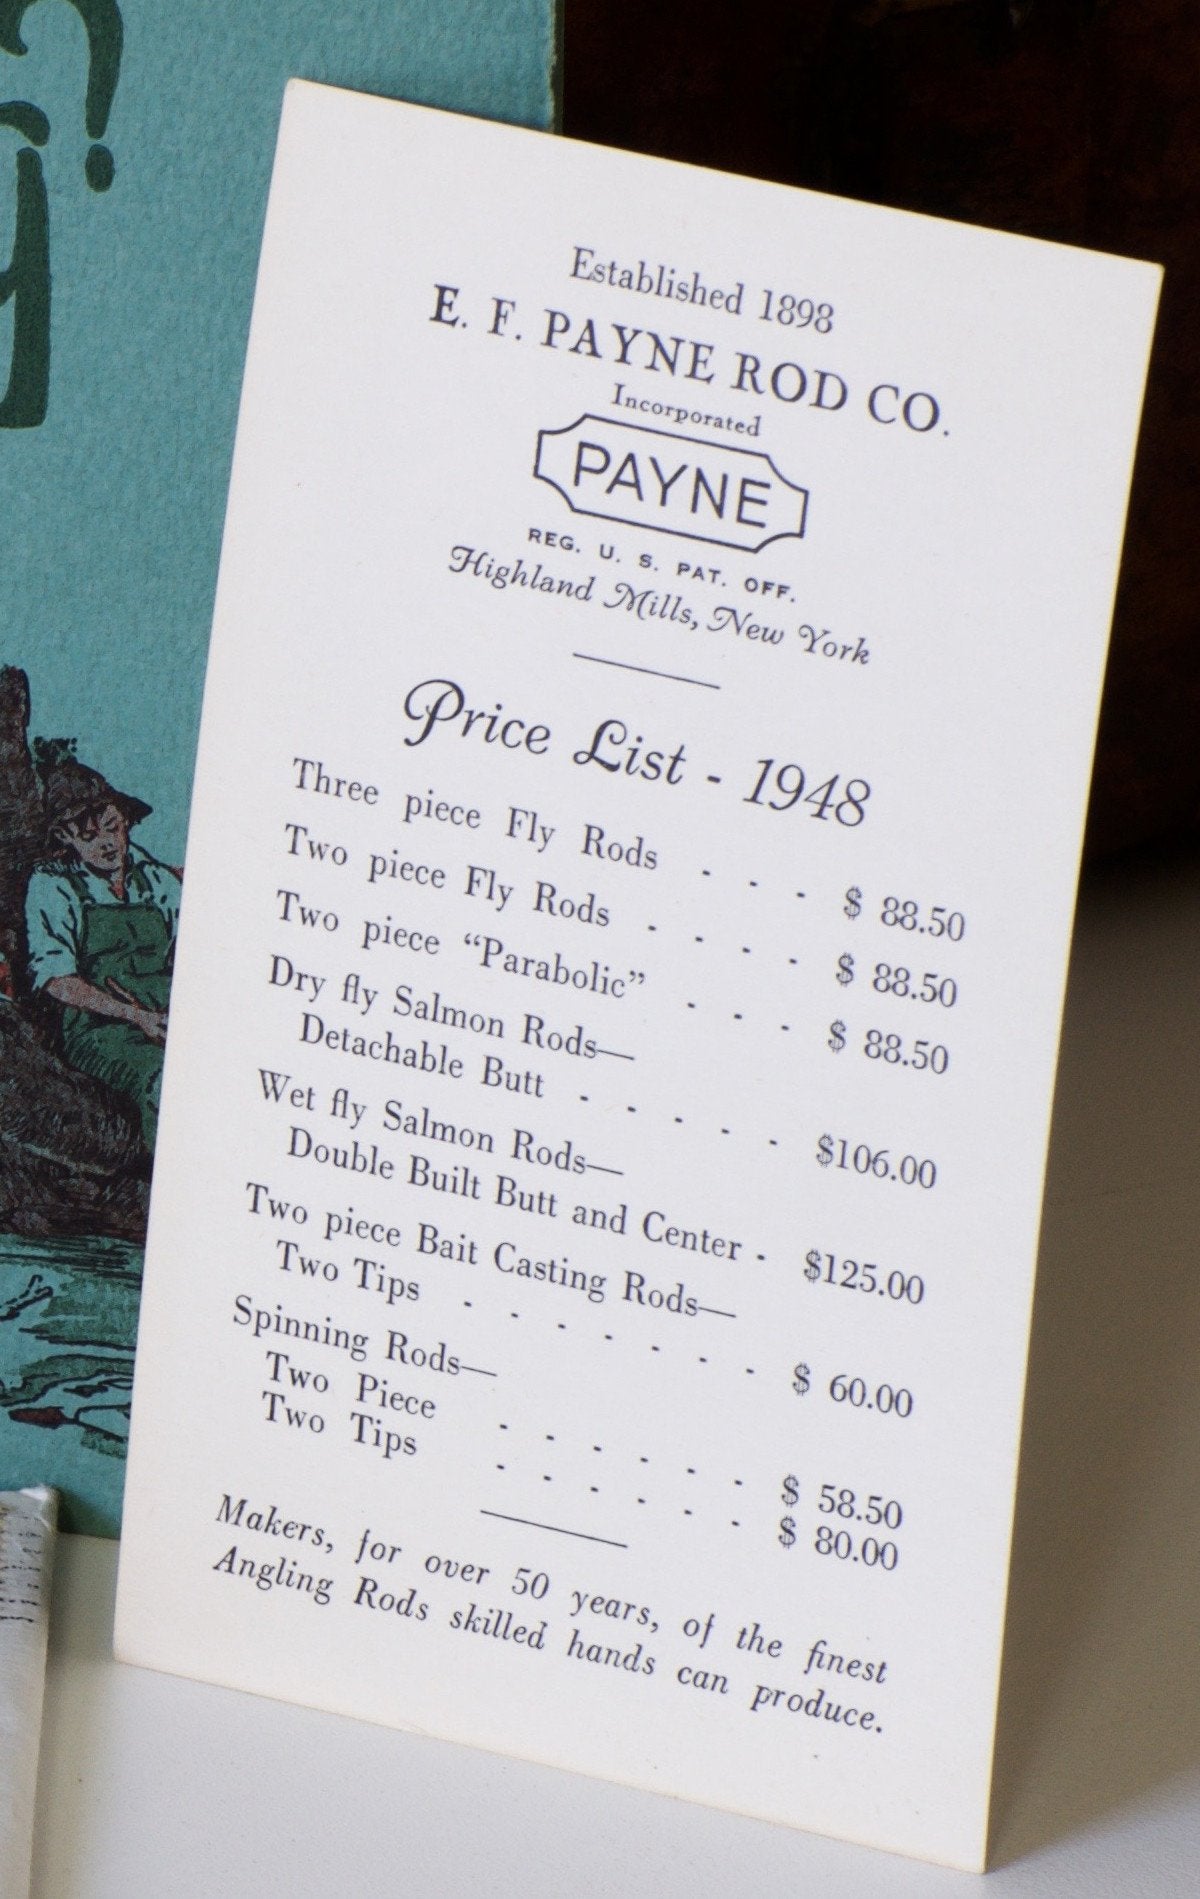 Established 1898
E. F. PAYNE ROD CO.
Incorporated
PAYNE
REG. U. S. PAT. OFF.
Highland Mills, New York
Price List - 1948
Three piece Fly Rods . . . $ 88.50
Two piece Fly Rods . . . . $ 88.50
Two piece “Parabolic” . . . $ 88.50
Dry fly Salmon Rods—
Detachable Butt . . . . . $106.00
Wet fly Salmon Rods—
Double Built Butt and Center - $125.00
Two piece Bait Casting Rods—
Two Tips . . . . . . . $ 60.00
Spinning Rods—
Two Piece . . . . . . $ 58.50
Two Tips . . . . . . $ 80.00
Makers, for over 50 years, of the finest
Angling Rods skilled hands can produce.